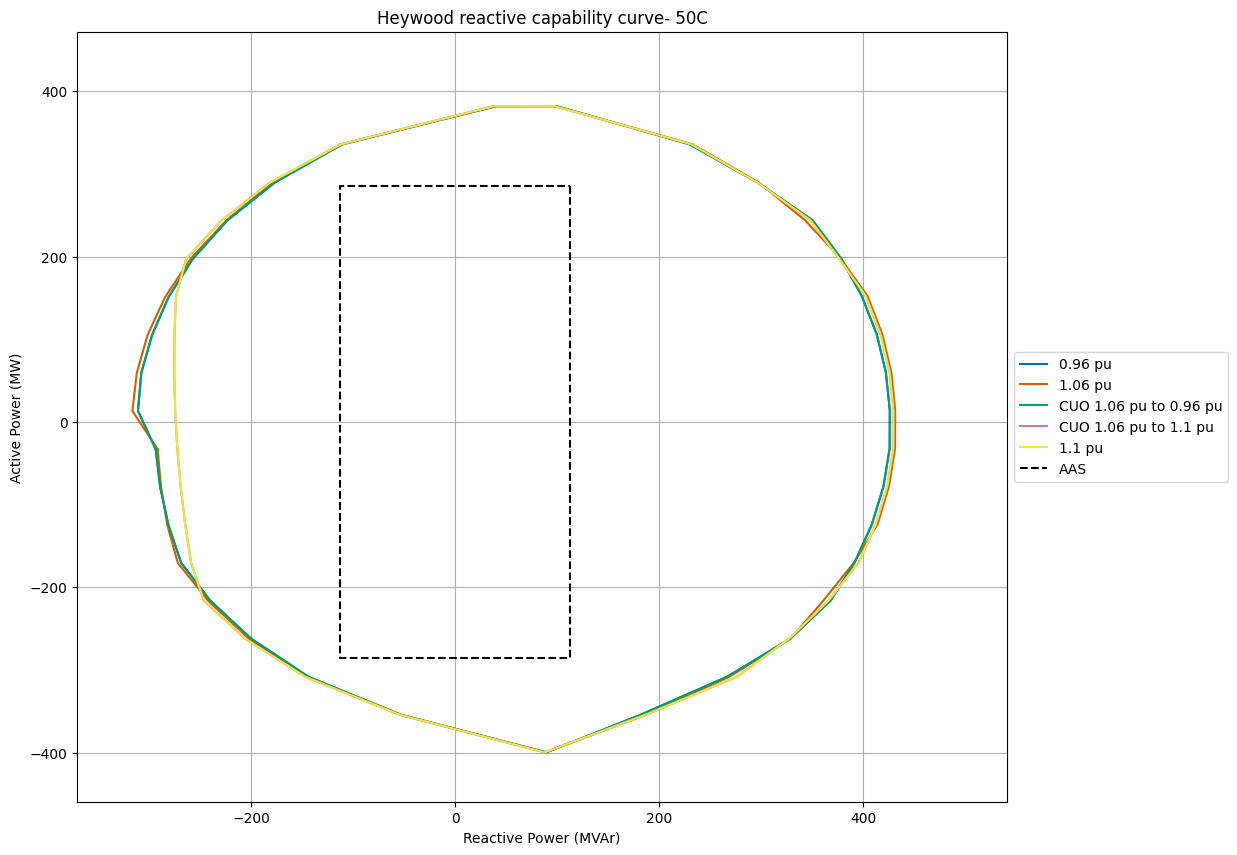 Heywood reactive capability curve- 50C
Active Power (MW)
400
200
0
−200
−400
−200
0
200
400
Reactive Power (MVAr)
0.96 pu
1.06 pu
CUO 1.06 pu to 0.96 pu
CUO 1.06 pu to 1.1 pu
1.1 pu
AAS